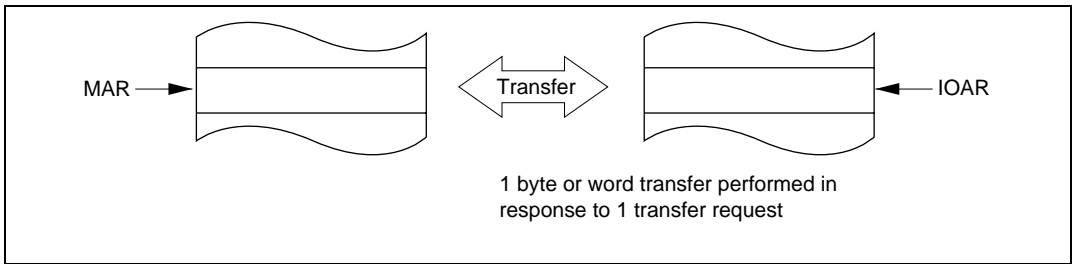 MAR
Transfer
IOAR
1 byte or word transfer performed in
response to 1 transfer request